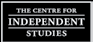 THE CENTRE FOR
INDEPENDENT
STUDIES